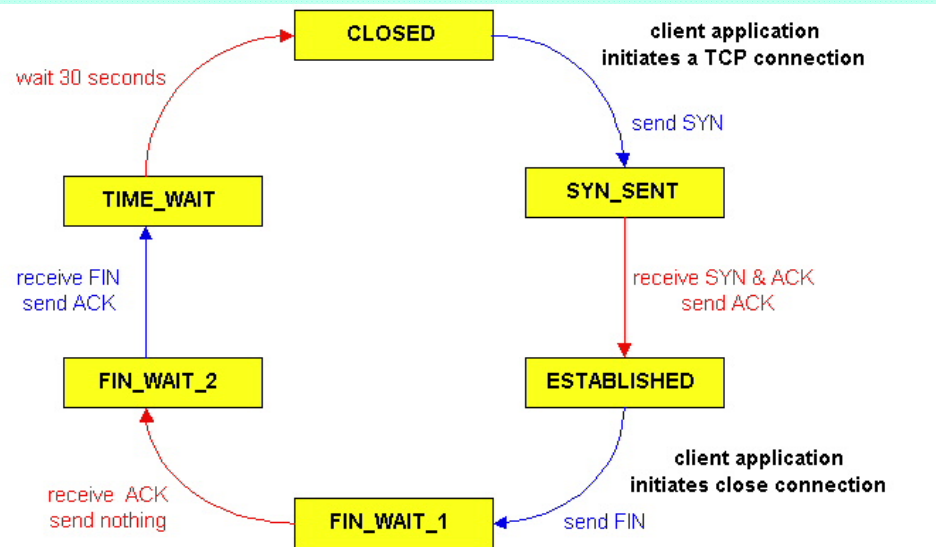 CLOSED
client application
initiates a TCP connection
wait 30 seconds
send SYN
TIME_WAIT
SYN_SENT
receive FIN
send ACK
receive SYN & ACK
send ACK
FIN_WAIT_2
ESTABLISHED
client application
initiates close connection
receive ACK
send nothing
FIN_WAIT_1
send FIN